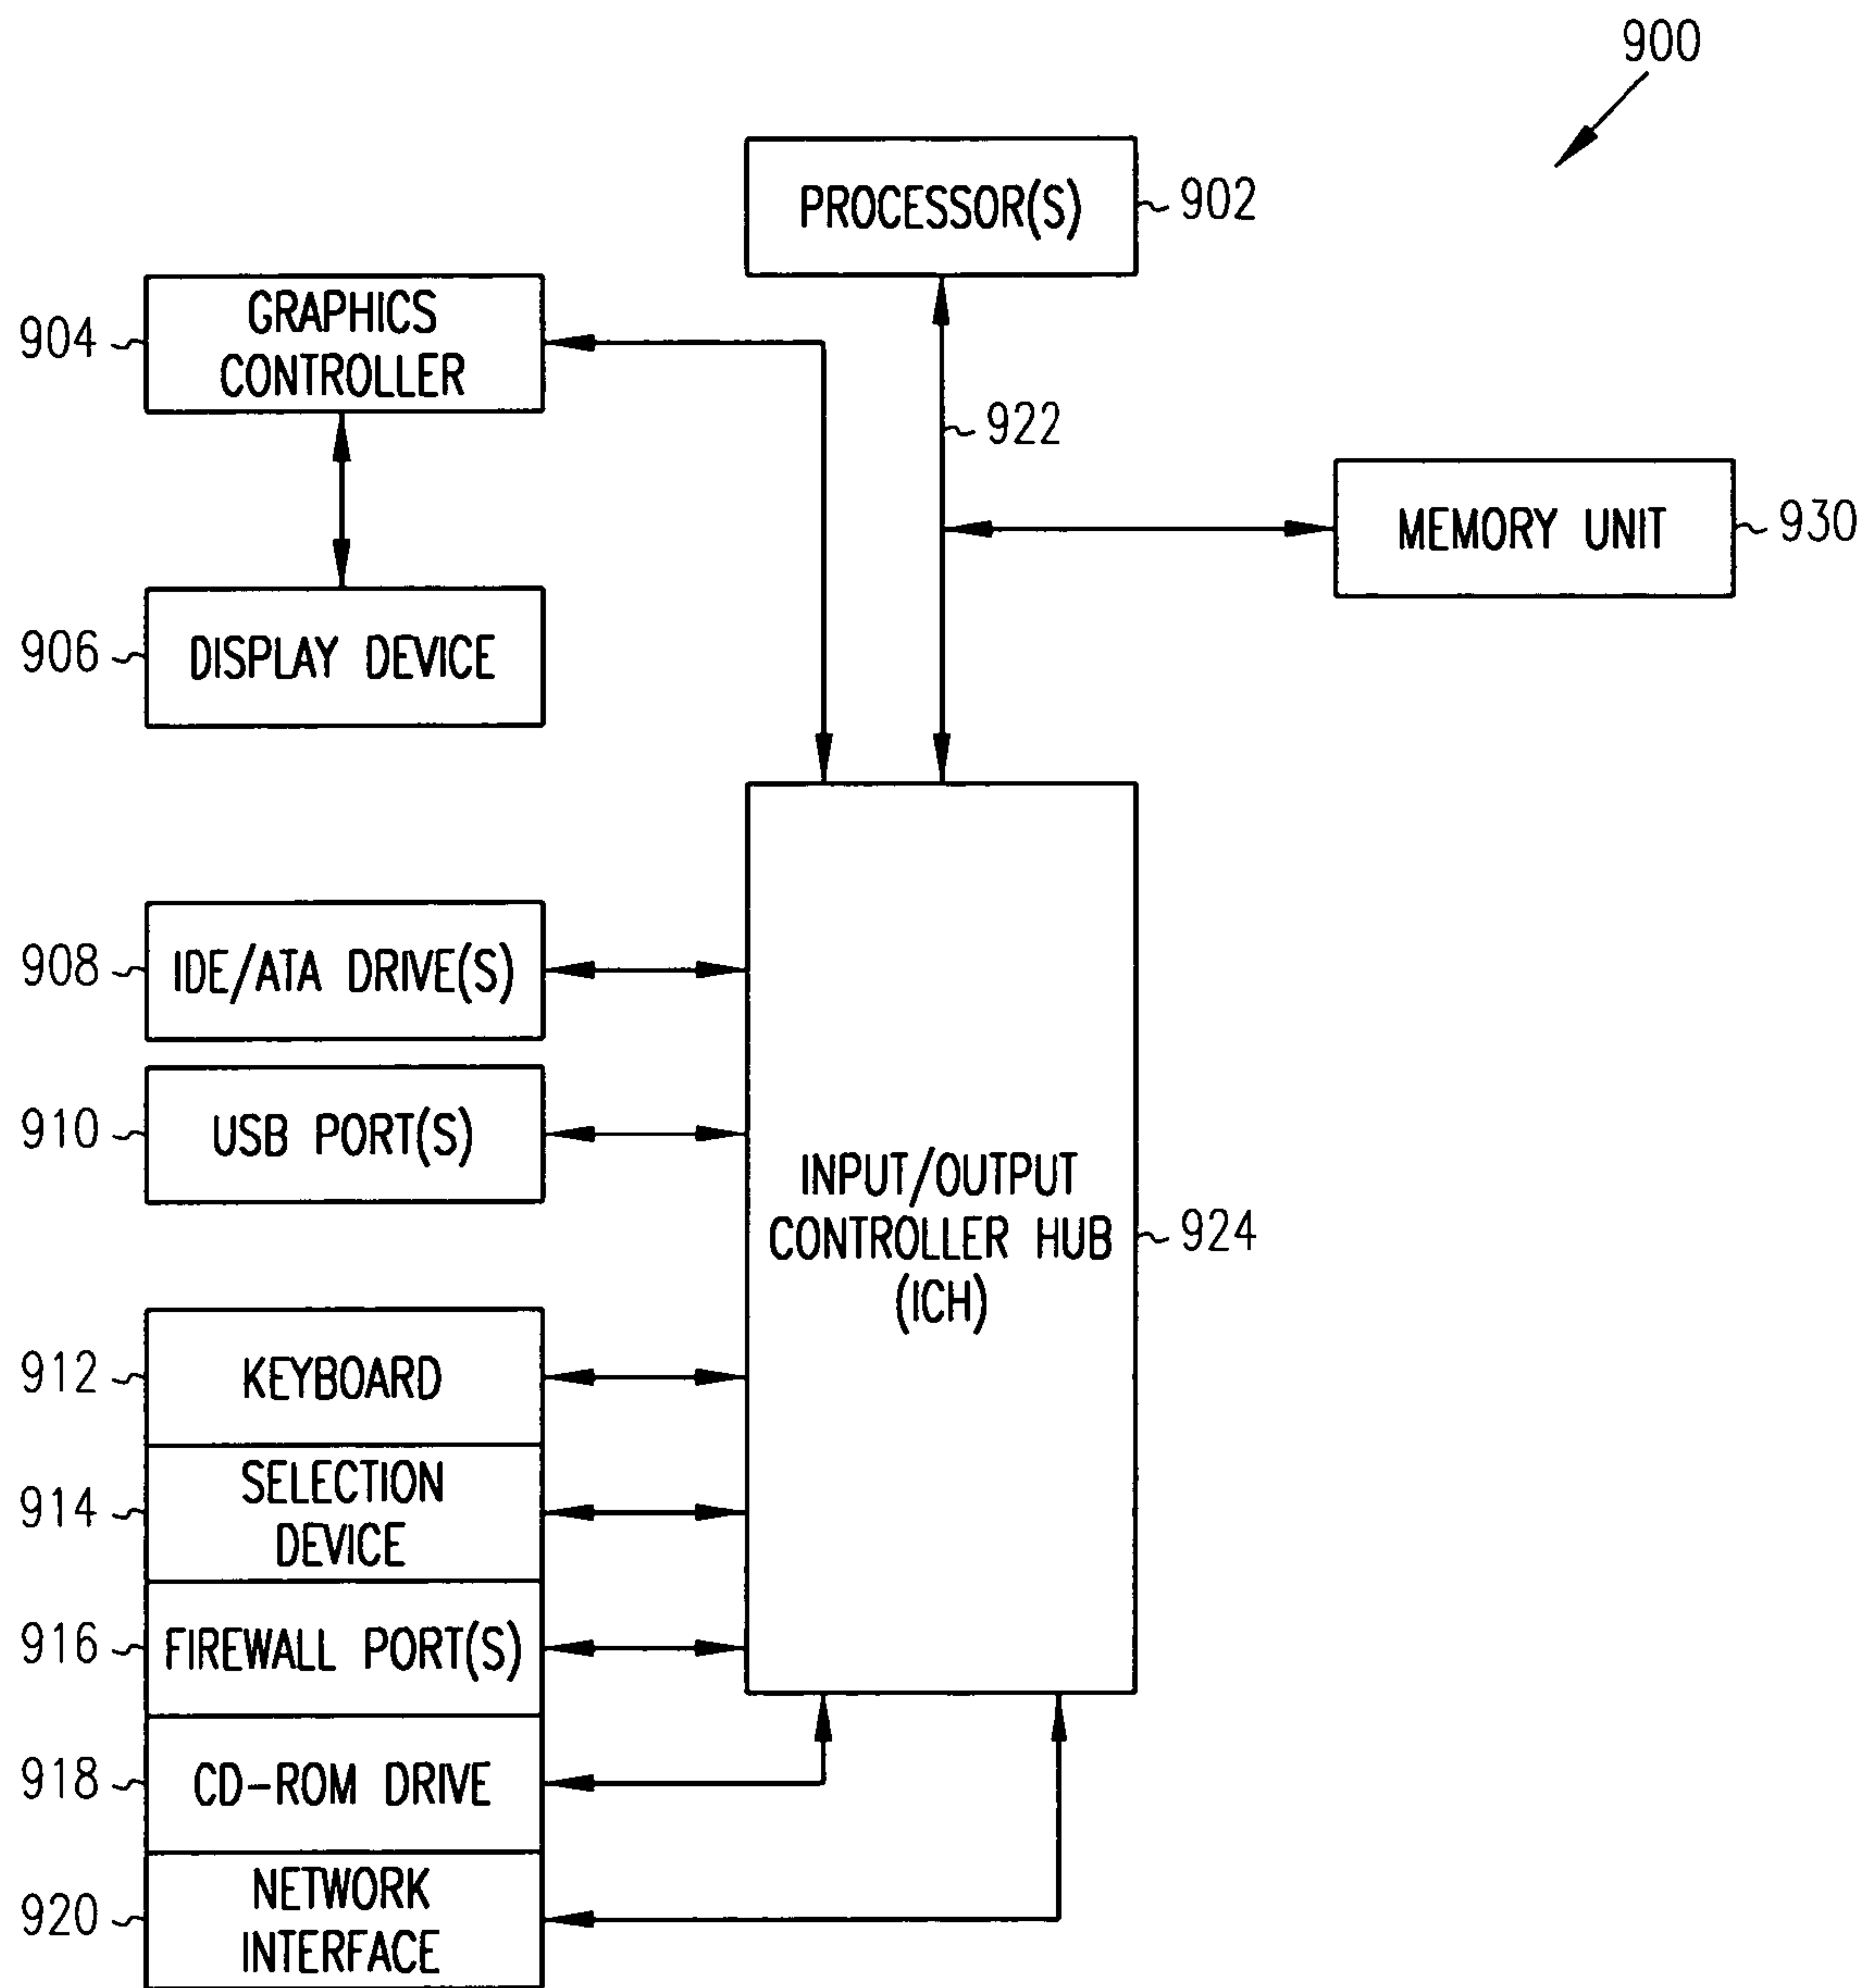 900
PROCESSOR(S)
902
GRAPHICS
CONTROLLER
904
922
MEMORY UNIT
930
DISPLAY DEVICE
906
IDE/ATA DRIVE(S)
908
USB PORT(S)
910
INPUT/OUTPUT
CONTROLLER HUB
(ICH)
924
KEYBOARD
912
SELECTION
DEVICE
914
FIREWALL PORT(S)
916
CD-ROM DRIVE
918
NETWORK
INTERFACE
920